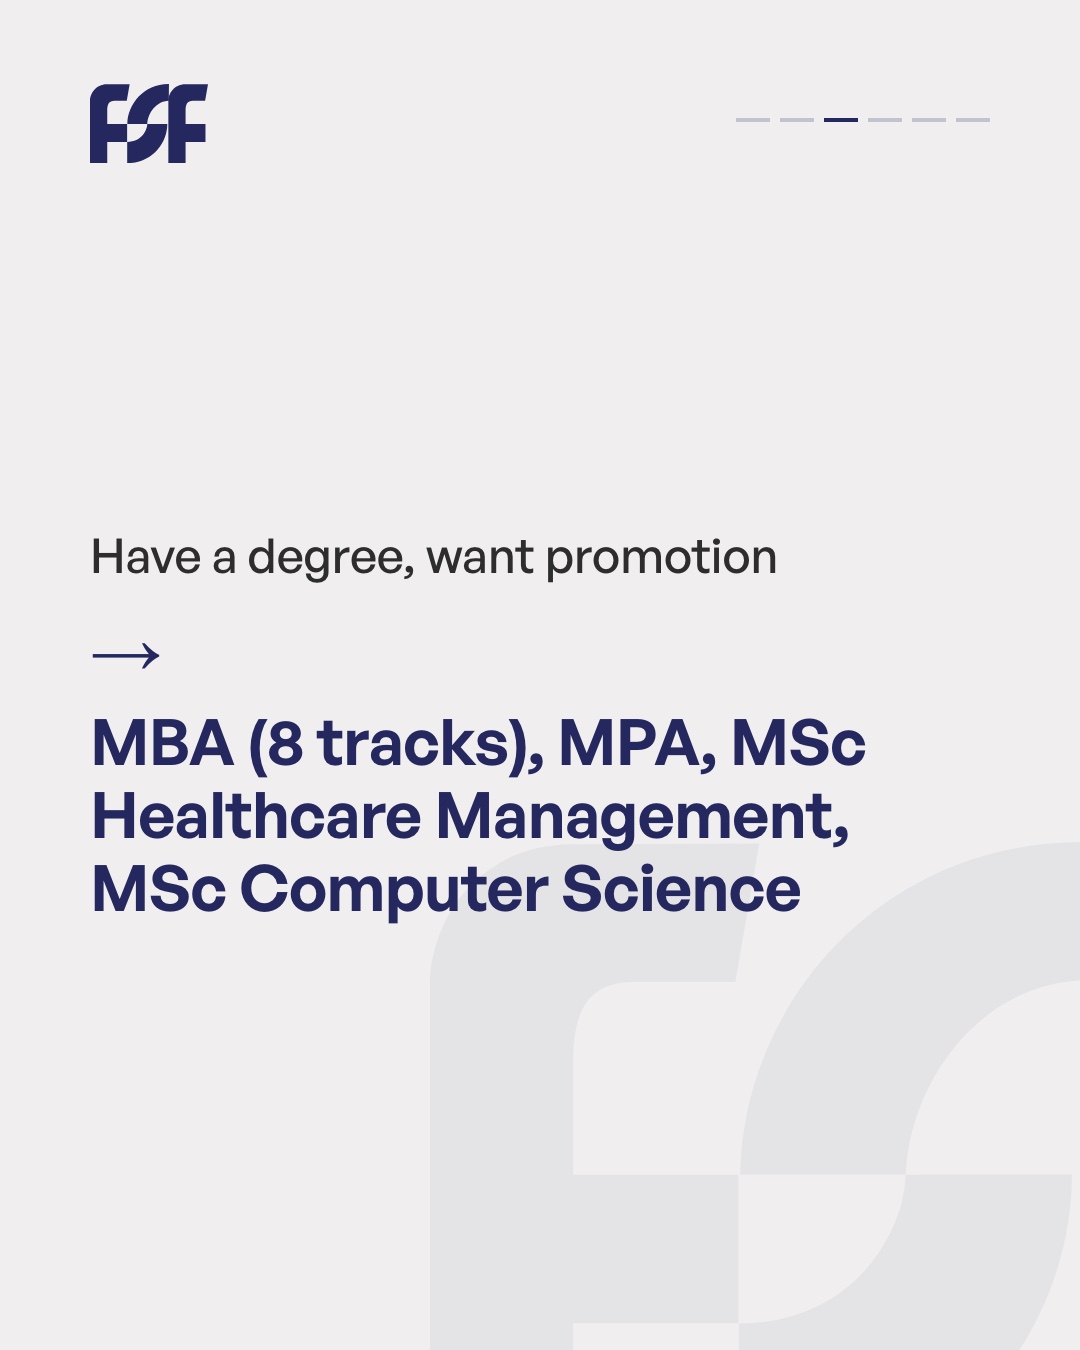 FSF
Have a degree, want promotion
→
MBA (8 tracks), MPA, MSc
Healthcare Management,
MSc Computer Science